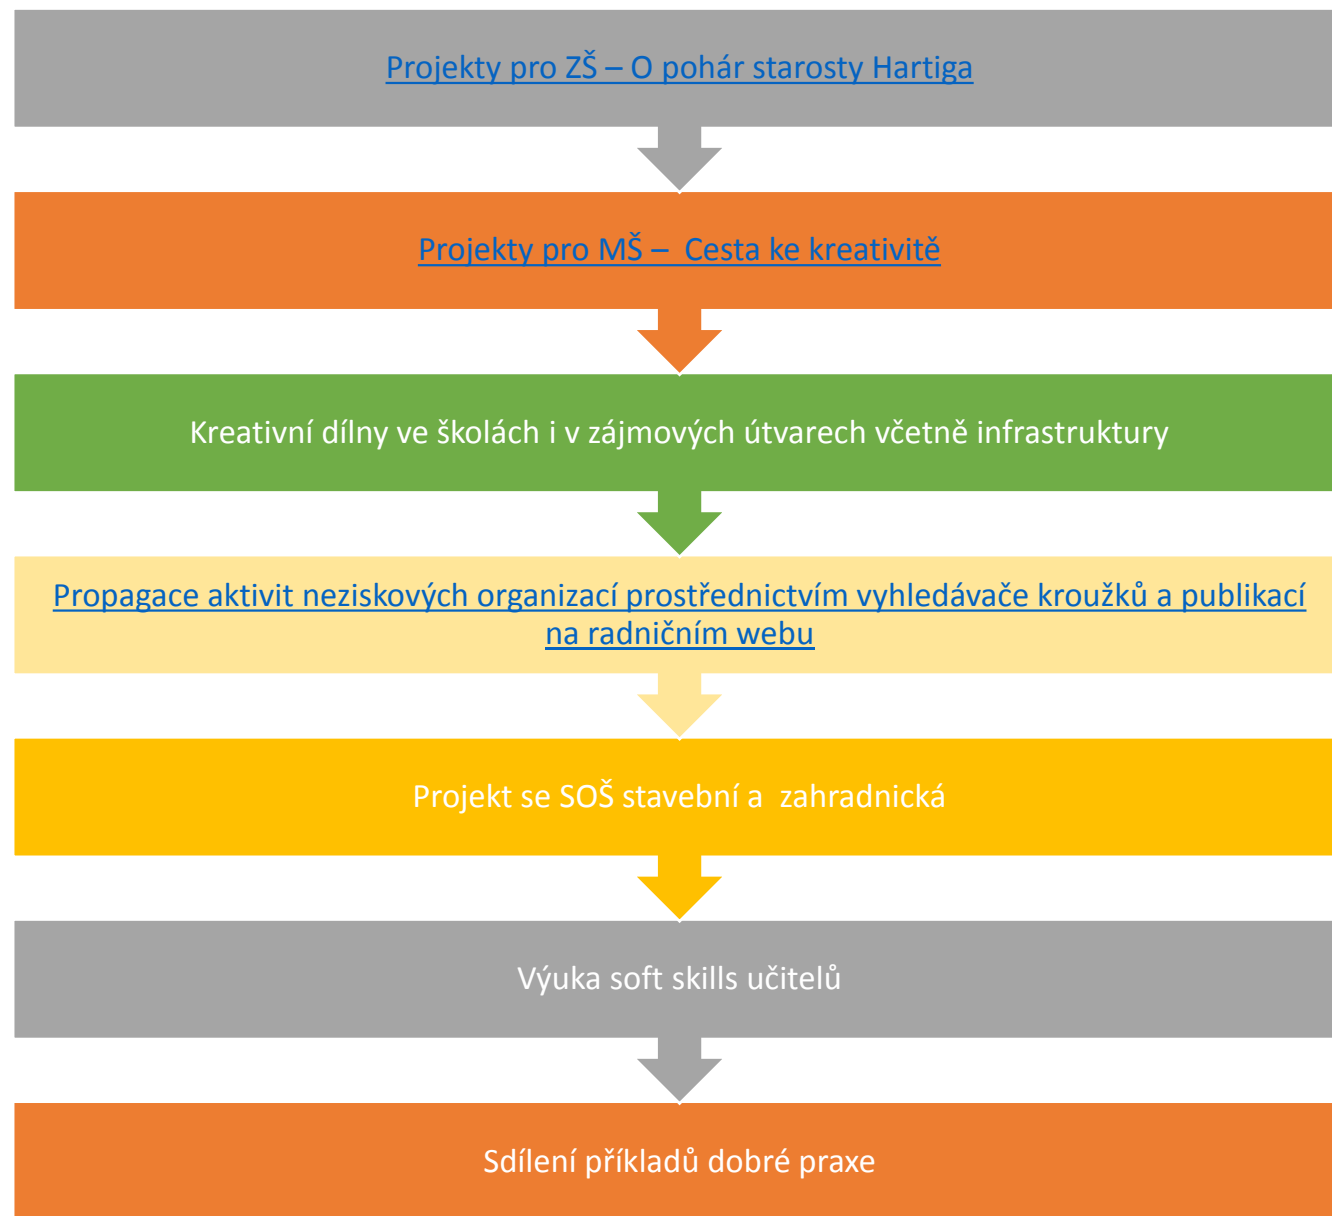 Projekty pro ZŠ – O pohár starosty Hartiga
Projekty pro MŠ –  Cesta ke kreativitě
Kreativní dílny ve školách i v zájmových útvarech včetně infrastruktury
Propagace aktivit neziskových organizací prostřednictvím vyhledávače kroužků a publikací
na radničním webu
Projekt se SOŠ stavební a  zahradnická
Výuka soft skills učitelů
Sdílení příkladů dobré praxe